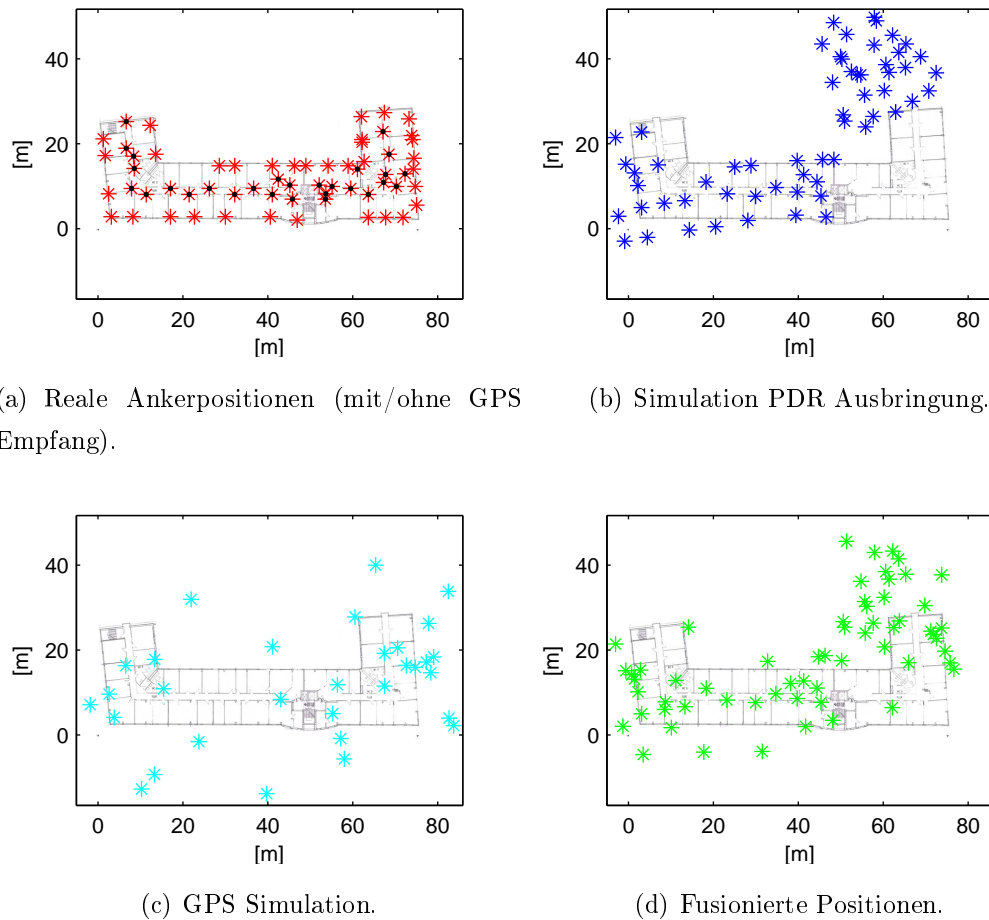 40
20
0
[m]
0 20 40 60 80
[m]
(a) Reale Ankerpositionen (mit/ohne GPS
Empfang).
40
20
0
[m]
0 20 40 60 80
[m]
(b) Simulation PDR Ausbringung.
40
20
0
[m]
0 20 40 60 80
[m]
(c) GPS Simulation.
40
20
0
[m]
0 20 40 60 80
[m]
(d) Fusionierte Positionen.